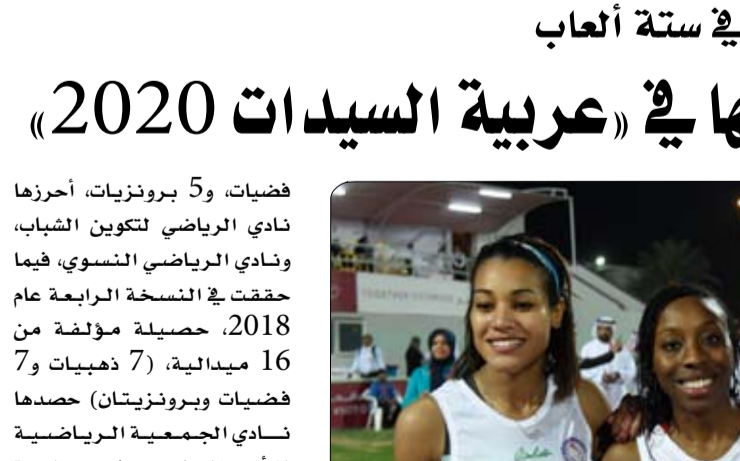 في ستة ألعاب
ها في «عربية السيدات 2020»
فضيات، و5 برونزيات، أحرزها
نادي الرياضي لتكوين الشباب،
ونادي الرياضي النسوي، فيما
حققت في النسخة الرابعة عام
2018، حصيلة مؤلفة من
16 ميدالية، (7 ذهبيات و7
فضيات وبرونزيتان) حصدها
نادي الجمعية الرياضية